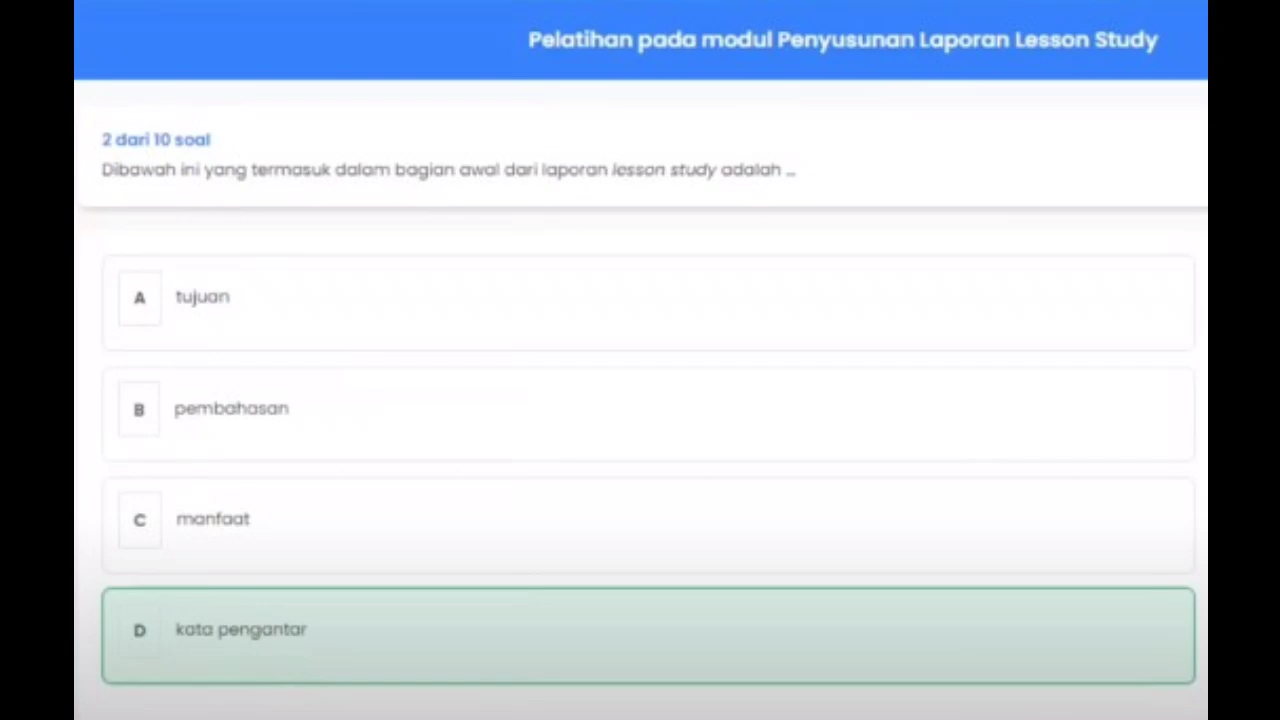 Pelatihan pada modul Penyusunan Laporan Lesson Study
2 dari 10 soal
Dibawah ini yang termasuk dalam bagian awal dari laporan lesson study adalah ...
A tujuan
B pembahasan
C manfaat
D kata pengantar